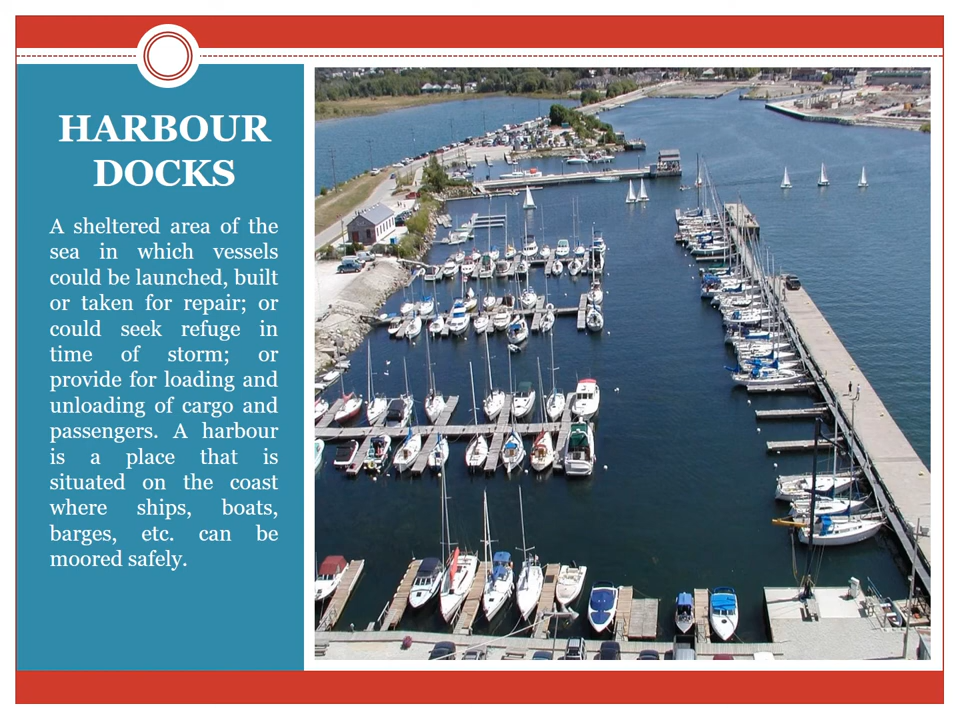 HARBOUR
DOCKS
A sheltered area of the
sea in which vessels
could be launched, built
or taken for repair; or
could seek refuge in
time of storm; or
provide for loading and
unloading of cargo and
passengers. A harbour
is a place that is
situated on the coast
where ships, boats,
barges, etc. can be
moored safely.